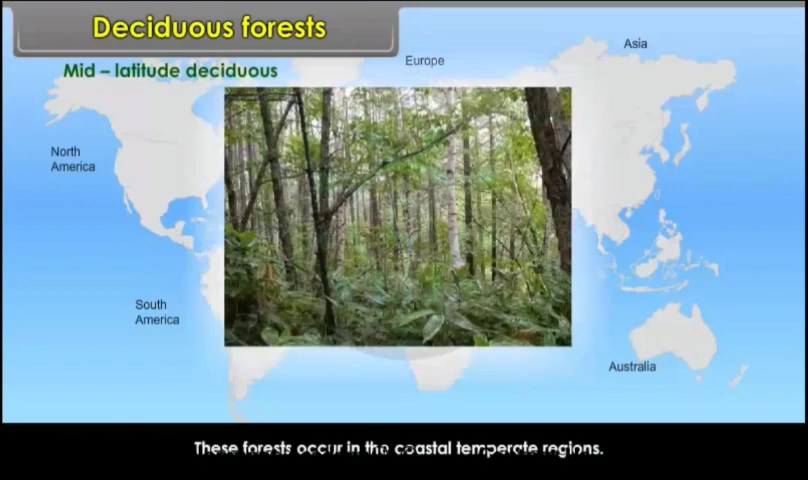 Deciduous forests
Mid – latitude deciduous
Europe
Asia
North
America
South
America
Australia
These forests occur in the coastal temperate regions.